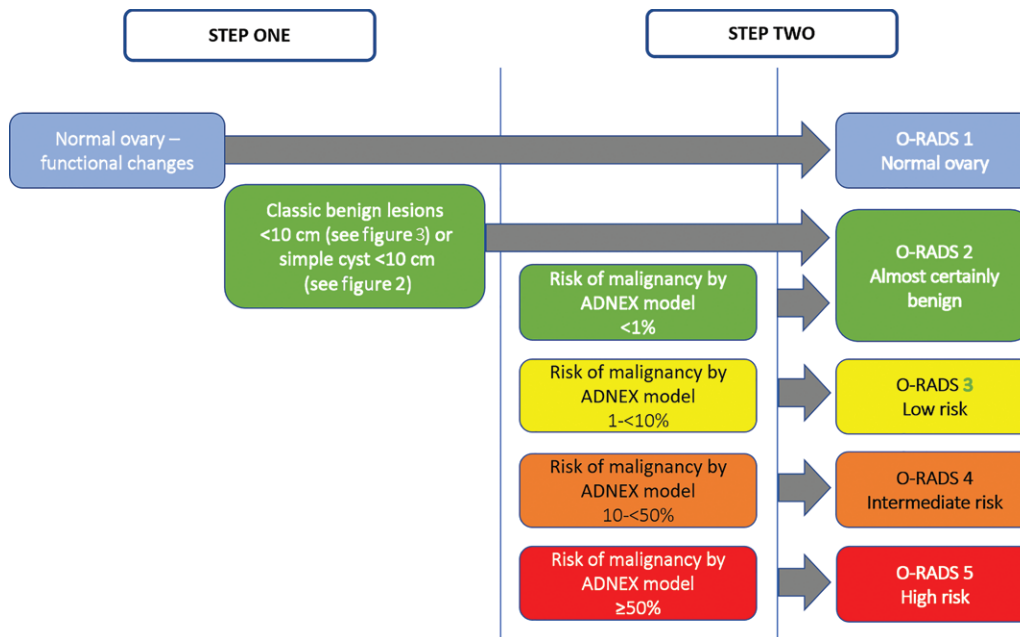 STEP ONE
STEP TWO
Normal ovary –
functional changes
O-RADS 1
Normal ovary
Classic benign lesions
<10 cm (see figure 3) or
simple cyst <10 cm
(see figure 2)
O-RADS 2
Almost certainly
benign
Risk of malignancy by
ADNEX model
<1%
Risk of malignancy by
ADNEX model
1-<10%
O-RADS 3
Low risk
Risk of malignancy by
ADNEX model
10-<50%
O-RADS 4
Intermediate risk
Risk of malignancy by
ADNEX model
≥50%
O-RADS 5
High risk